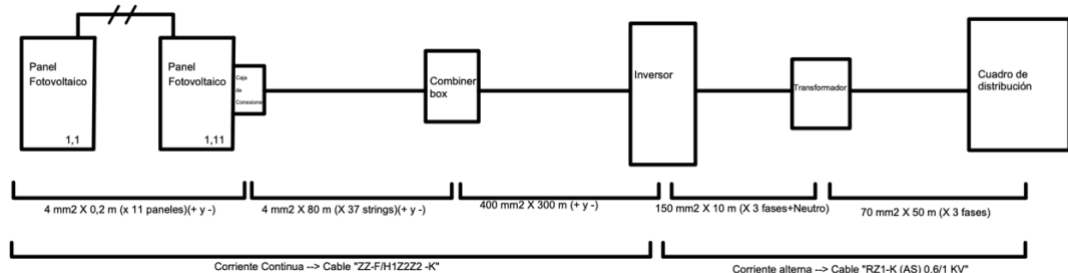 Panel
Fotovoltaico
1,1
Panel
Fotovoltaico
1,11
Caja
de
Conexione
Combiner
box
Inversor
Transformador
Cuadro de
distribución
4 mm2 X 0,2 m (x 11 paneles)(+ y -)
4 mm2 X 80 m (X 37 strings)(+ y -)
400 mm2 X 300 m (+ y -)
150 mm2 X 10 m (X 3 fases+Neutro)
70 mm2 X 50 m (X 3 fases)
Corriente Continua --> Cable "ZZ-F/H1Z2Z2 -K"
Corriente alterna --> Cable "RZ1-K (AS) 0,6/1 KV"